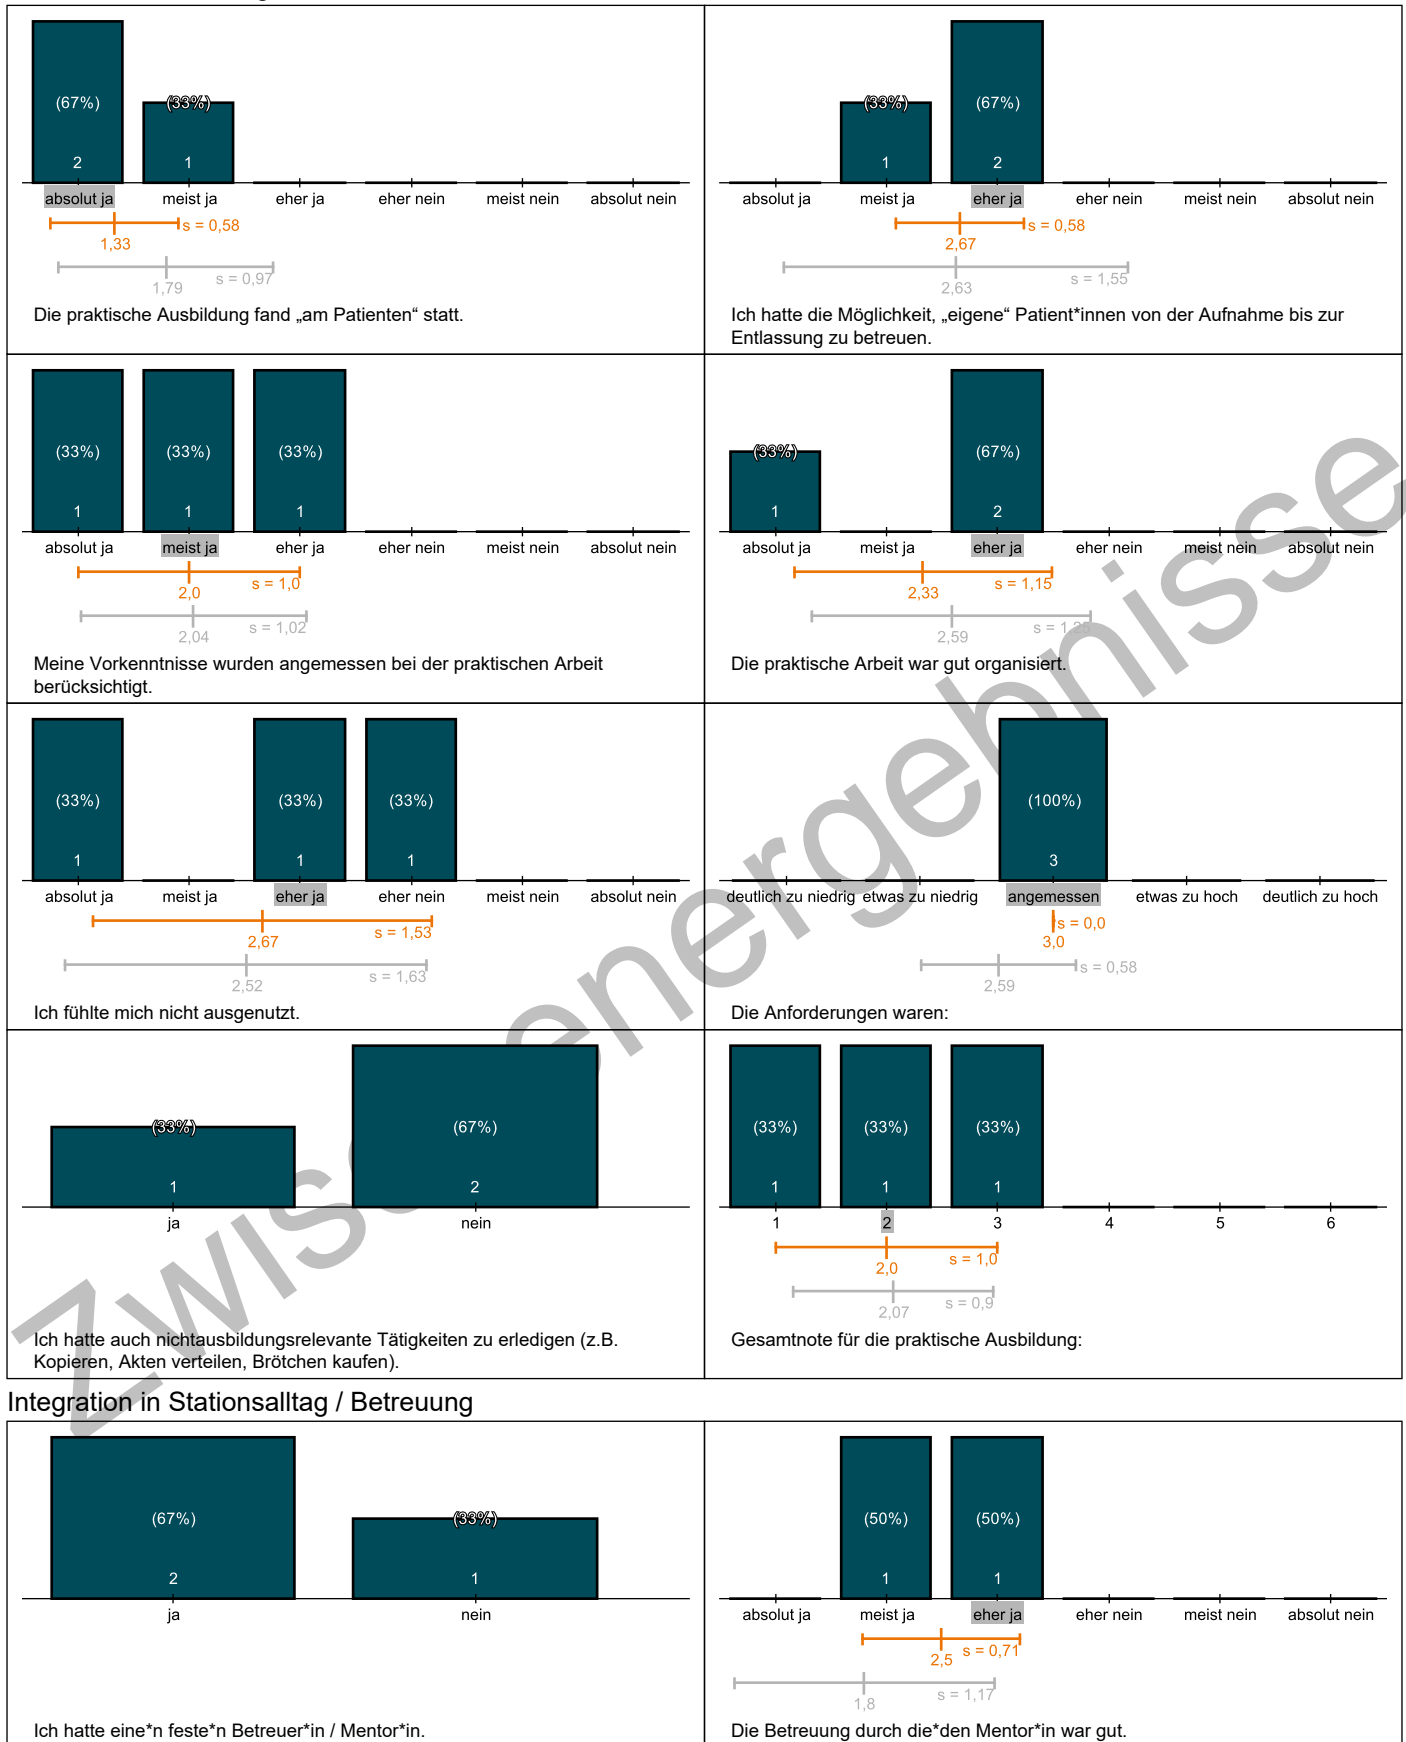 (67%)
(33%)
2
1
absolut ja
meist ja
eher ja
eher nein
meist nein
absolut nein
s = 0,58
1,33
s = 0,97
1,79
Die praktische Ausbildung fand „am Patienten“ statt.
(33%)
(67%)
1
2
absolut ja
meist ja
eher ja
eher nein
meist nein
absolut nein
s = 0,58
2,67
s = 1,55
2,63
Ich hatte die Möglichkeit, „eigene“ Patient*innen von der Aufnahme bis zur
Entlassung zu betreuen.
(33%)
(33%)
(33%)
1
1
1
absolut ja
meist ja
eher ja
eher nein
meist nein
absolut nein
s = 1,0
2,0
s = 1,02
2,04
Meine Vorkenntnisse wurden angemessen bei der praktischen Arbeit
berücksichtigt.
(33%)
(67%)
1
2
absolut ja
meist ja
eher ja
eher nein
meist nein
absolut nein
s = 1,15
2,33
s = 1,25
2,59
Die praktische Arbeit war gut organisiert.
(33%)
(33%)
(33%)
1
1
1
absolut ja
meist ja
eher ja
eher nein
meist nein
absolut nein
s = 1,53
2,67
s = 1,63
2,52
Ich fühlte mich nicht ausgenutzt.
(100%)
3
deutlich zu niedrig
etwas zu niedrig
angemessen
etwas zu hoch
deutlich zu hoch
s = 0,0
3,0
s = 0,58
2,59
Die Anforderungen waren:
(33%)
(67%)
1
2
ja
nein
Ich hatte auch nichtausbildungsrelevante Tätigkeiten zu erledigen (z.B.
Kopieren, Akten verteilen, Brötchen kaufen).
(33%)
(33%)
(33%)
1
1
1
1
2
3
4
5
6
s = 1,0
2,0
s = 0,9
2,07
Gesamtnote für die praktische Ausbildung:
Integration in Stationsalltag / Betreuung
(67%)
(33%)
2
1
ja
nein
Ich hatte eine*n feste*n Betreuer*in / Mentor*in.
(50%)
(50%)
1
1
absolut ja
meist ja
eher ja
eher nein
meist nein
absolut nein
s = 0,71
2,5
s = 1,17
1,8
Die Betreuung durch die*den Mentor*in war gut.
Zwischenergebnisse